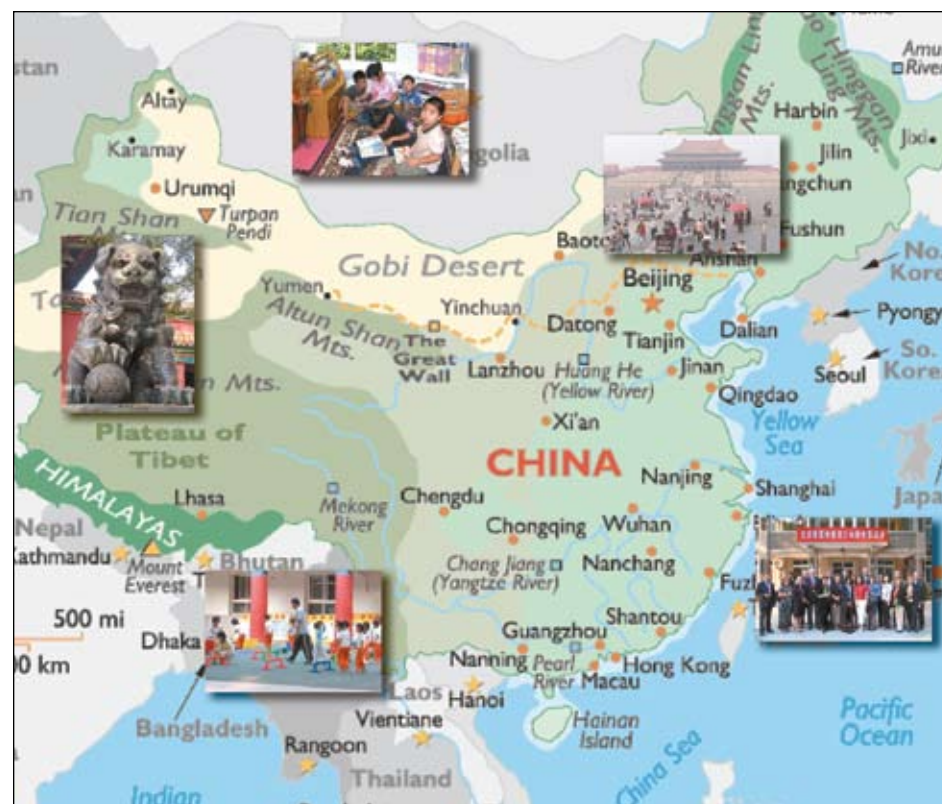 stan
Altay
Karamay
Urumqi
Turpan
Pendi
Tian Shan
Gobi Desert
Yumen
Altun Shan
Mts.
Yinchuan
The
Great
Wall
Lanzhou
Huang He
(Yellow River)
Mts.
Plateau of
Tibet
HIMALAYAS
Lhasa
Nepal
Kathmandu
Mount
Everest
Bhutan
500 mi
km
Dhaka
Bangladesh
Rangoon
Indian
Mekong
River
Chengdu
Chongqing
Chang Jiang
(Yangtze River)
Xi'an
CHINA
Nanjing
Wuhan
Nanchang
Shanghai
Shantou
Guangzhou
Nanning
Pearl
River
Macau
Hong Kong
Laos
Hanoi
Vientiane
Thailand
Hainan
Island
China Sea
Pacific
Ocean
golia
Hinggan
Ling
Mts.
Mts.
Harbin
Jilin
Jixi
Amu
River
ngchun
Fushun
Anshan
Baoto
Beijing
Datong
Tianjin
Dalian
Jinan
Qingdao
Yellow
Sea
No.
Kore
Pyongy
So.
Kore
Seoul
Japa
Fuz